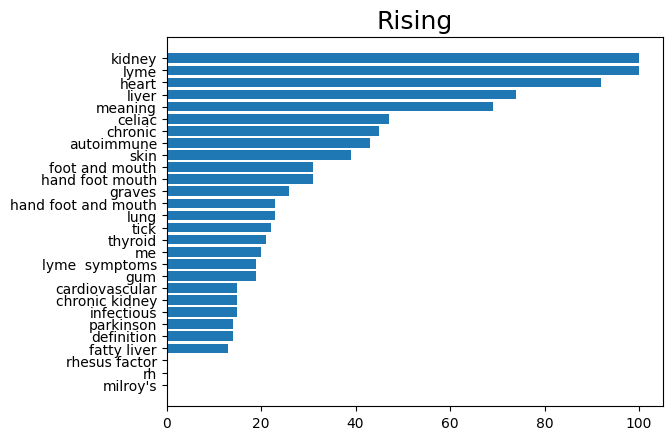 Rising
kidney
lyme
heart
liver
meaning
celiac
chronic
autoimmune
skin
foot and mouth
hand foot mouth
graves
hand foot and mouth
lung
tick
thyroid
me
lyme  symptoms
gum
cardiovascular
chronic kidney
infectious
parkinson
definition
fatty liver
rhesus factor
rh
milroy's
0 20 40 60 80 100